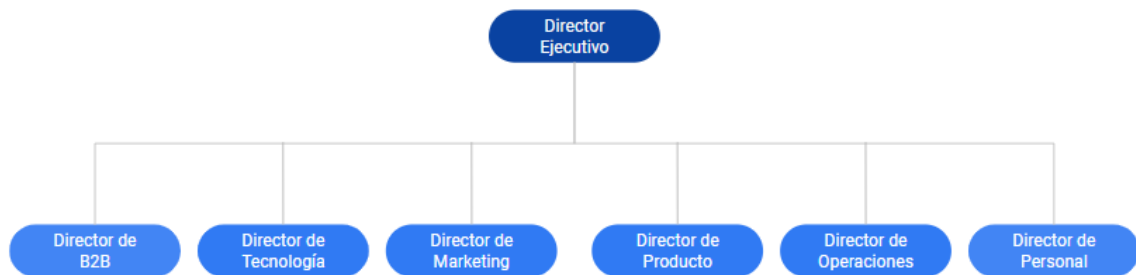 Director
Ejecutivo
Director de
B2B
Director de
Tecnología
Director de
Marketing
Director de
Producto
Director de
Operaciones
Director de
Personal